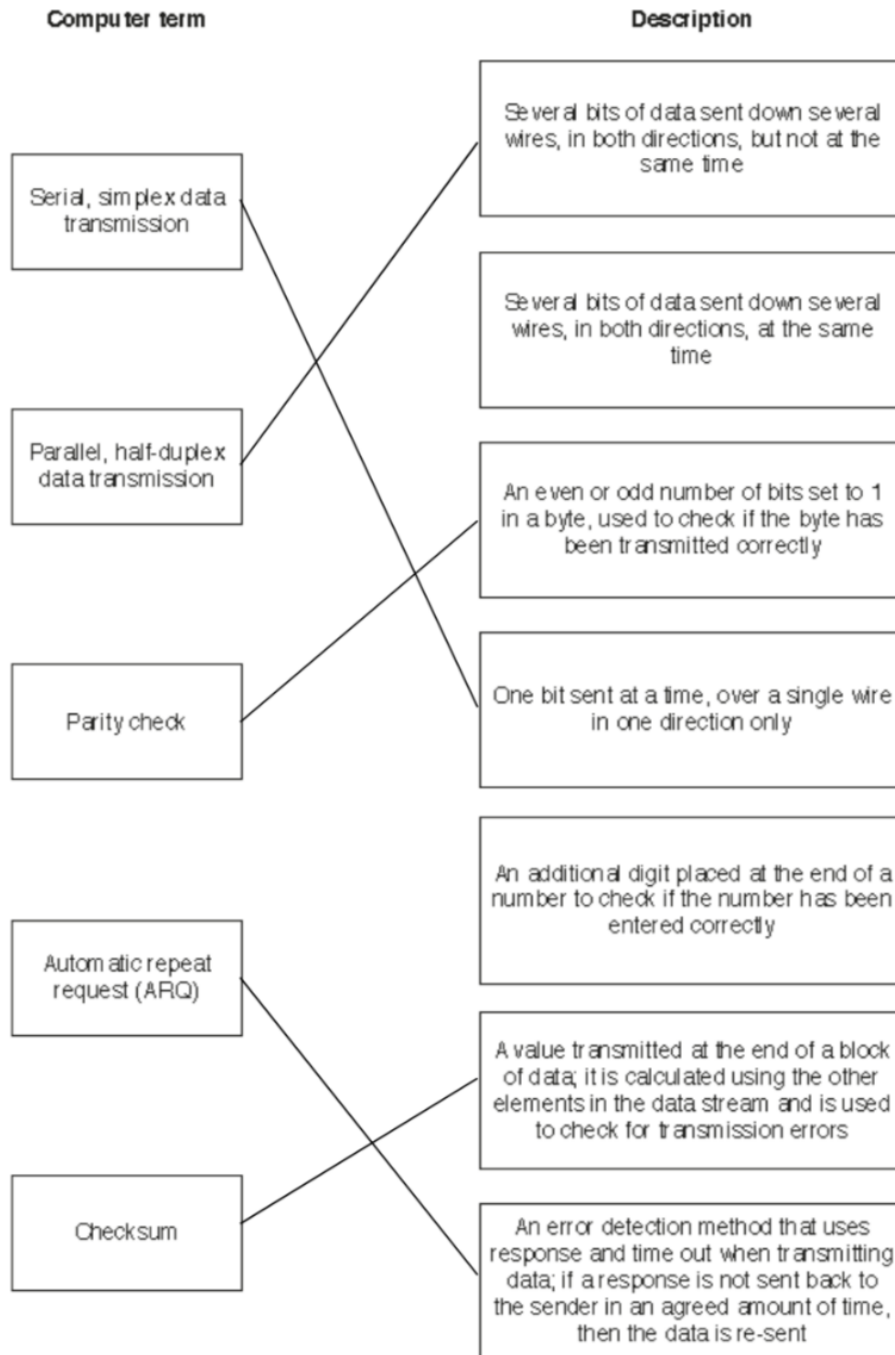 Computer term
Description
Serial, simplex data
transmission
Parallel, half-duplex
data transmission
Parity check
Automatic repeat
request (ARQ)
Checksum
Several bits of data sent down several
wires, in both directions, but not at the
same time
Several bits of data sent down several
wires, in both directions, at the same
time
An even or odd number of bits set to 1
in a byte, used to check if the byte has
been transmitted correctly
One bit sent at a time, over a single wire
in one direction only
An additional digit placed at the end of a
number to check if the number has been
entered correctly
A value transmitted at the end of a block
of data; it is calculated using the other
elements in the data stream and is used
to check for transmission errors
An error detection method that uses
response and time out when transmitting
data; if a response is not sent back to
the sender in an agreed amount of time,
then the data is re-sent